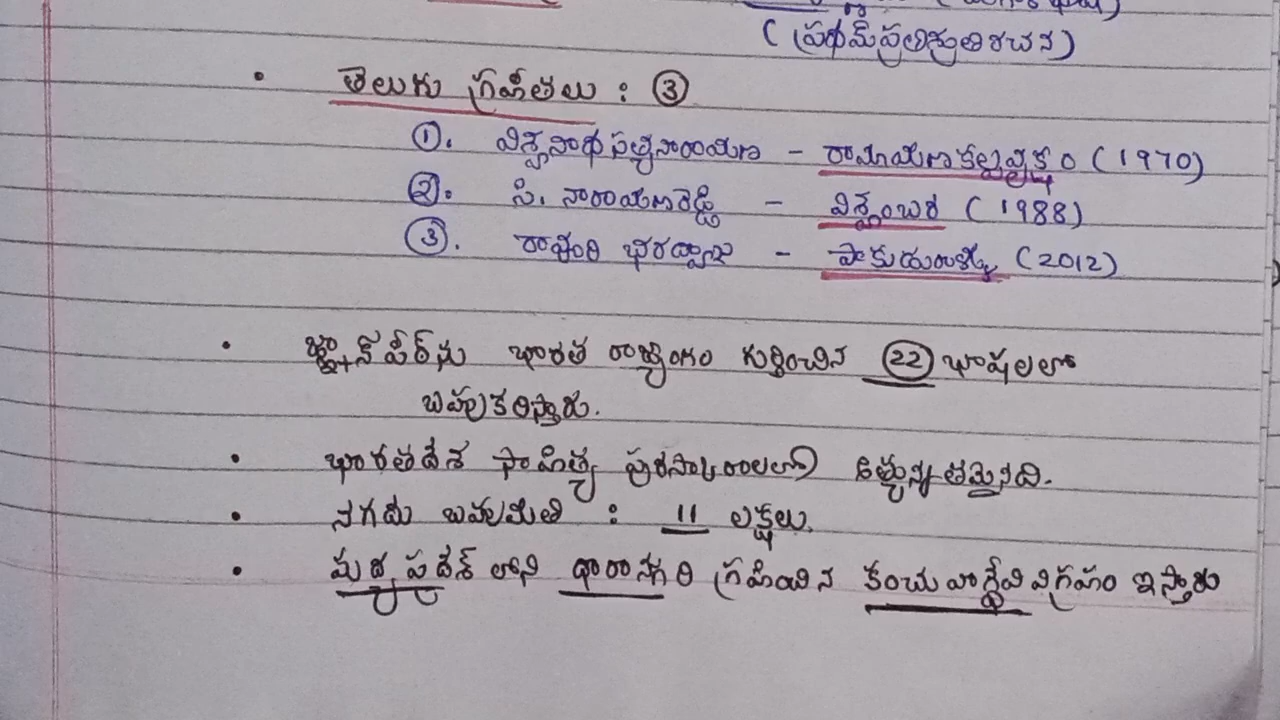 (ప్రథమ్ ప్రతిశ్రుతి రచన)
• తెలుగు గ్రహీతలు : ③
①. విశ్వనాథ సత్యనారాయణ - రామాయణ కల్పవృక్షం (1970)
②. సి. నారాయణరెడ్డి - విశ్వంబర (1988)
③. రావూరి భరద్వాజ - పాకుడురాళ్ళు (2012)
• జ్ఞానపీఠ్‌ను భారత రాజ్యాంగం గుర్తించిన 22 భాషలలో
బహుకరిస్తారు.
• భారతదేశ సాహిత్య పురస్కారాలలో అత్యున్నతమైనది.
• నగదు బహుమతి : 11 లక్షలు.
• మధ్యప్రదేశ్ లోని ధారానగరి గ్రహించిన కంచు వాగ్దేవి విగ్రహం ఇస్తారు